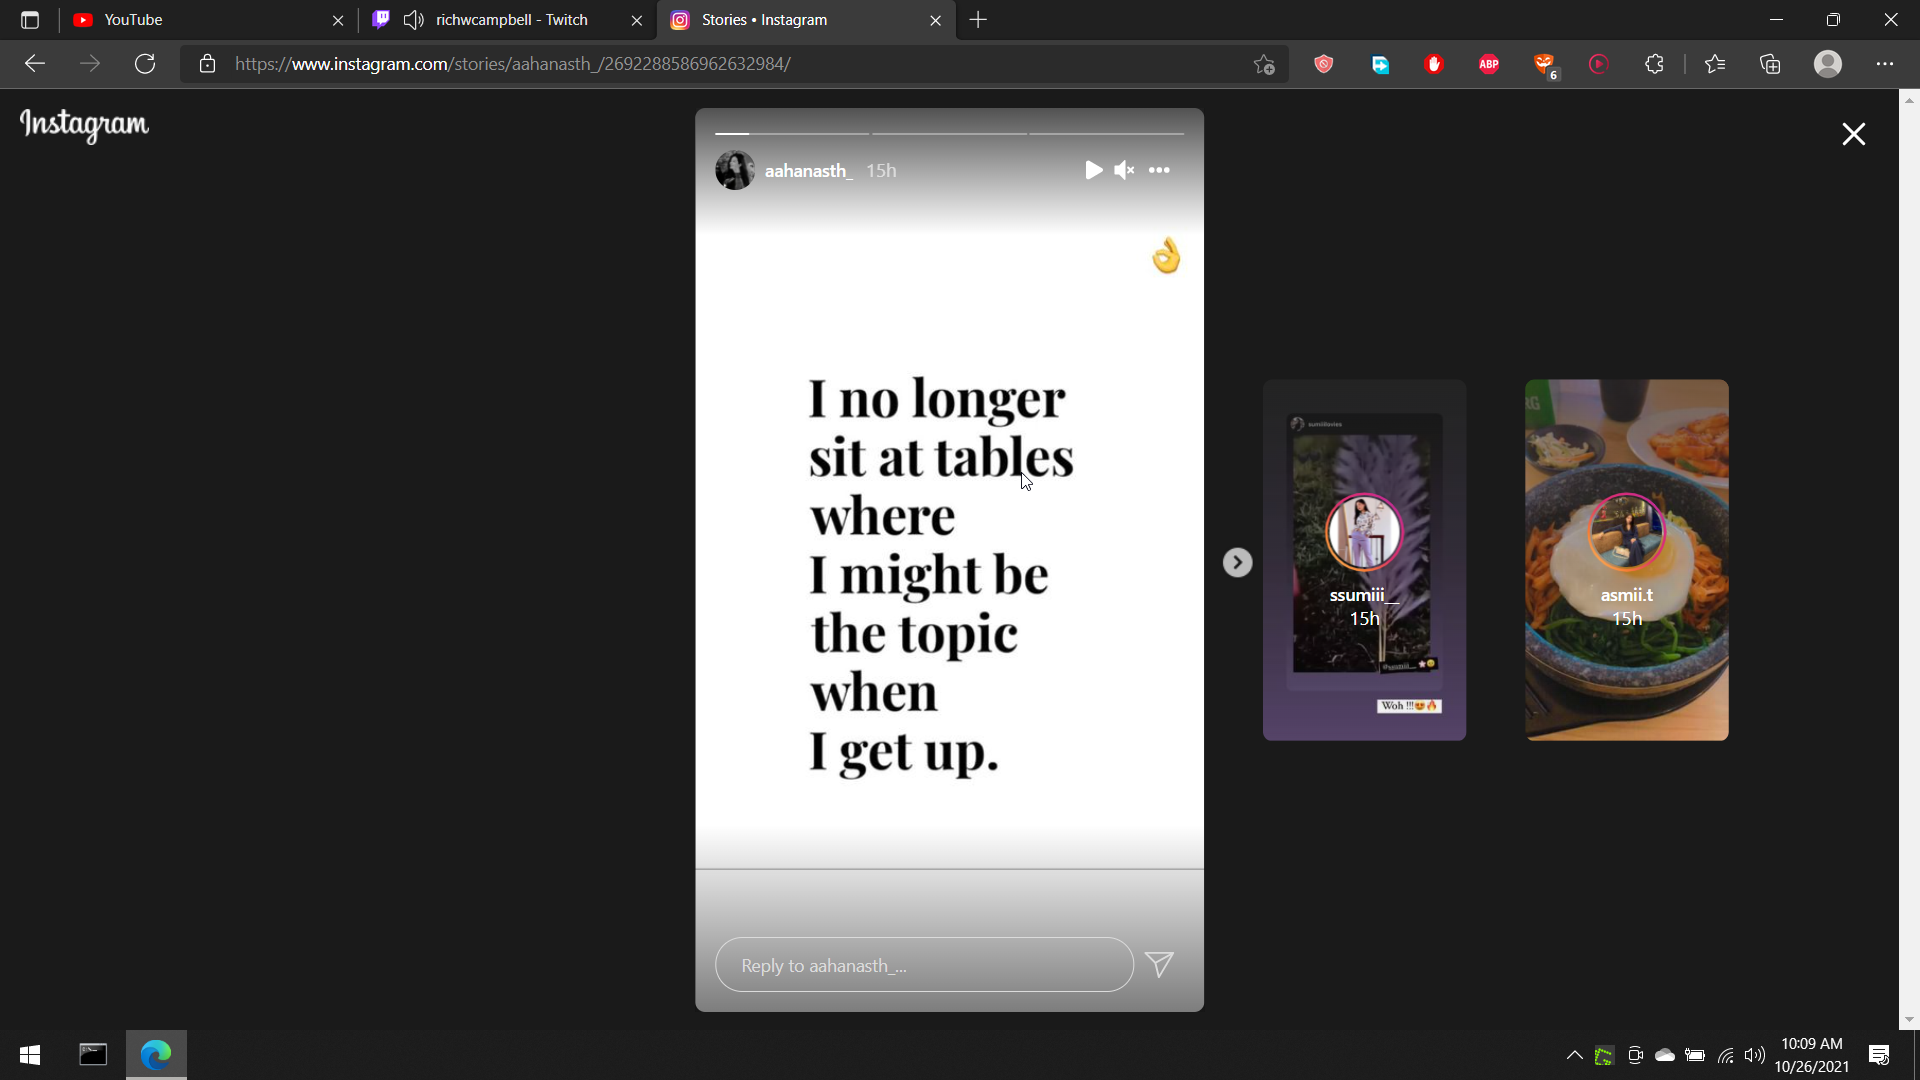 YouTube
richwcampbell - Twitch
Stories • Instagram
https://www.instagram.com/stories/aahanasth_/2692288586962632984/
ABP
6
Instagram
aahanasth_ 15h
I no longer
sit at tables
where
I might be
the topic
when
I get up.
Reply to aahanasth_...
ssumiii__
15h
Woh !!!😍🔥
RG
asmii.t
15h
10:09 AM
10/26/2021